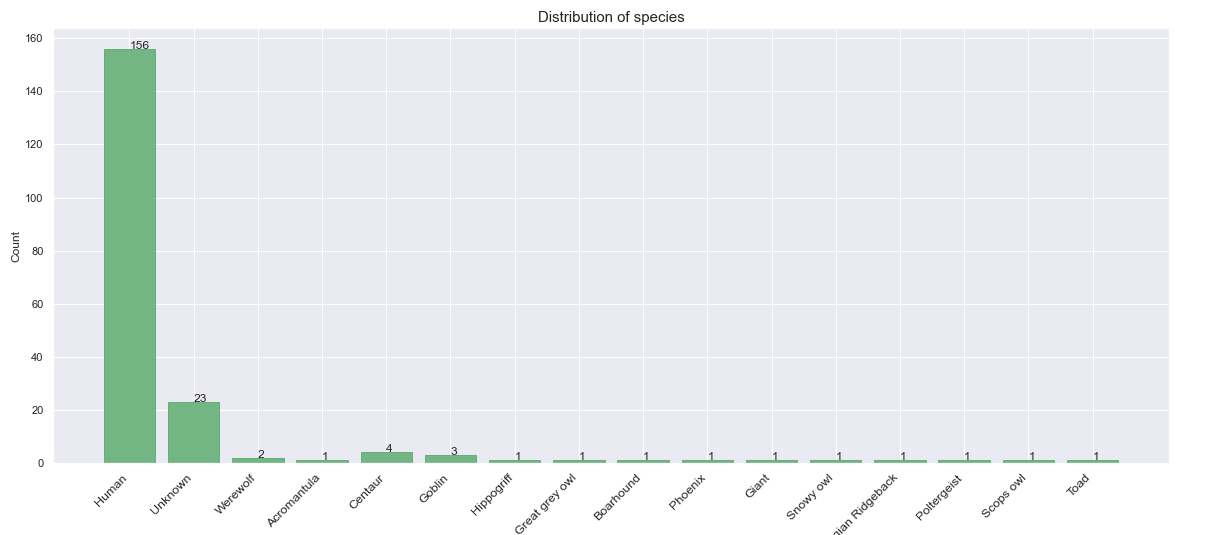 Distribution of species
Count
160
140
120
100
80
60
40
20
0
156
23
2
1
4
3
1
1
1
1
1
1
1
1
1
1
Human
Unknown
Werewolf
Acromantula
Centaur
Goblin
Hippogriff
Great grey owl
Boarhound
Phoenix
Giant
Snowy owl
Ridgeback
Poltergeist
Scops owl
Toad